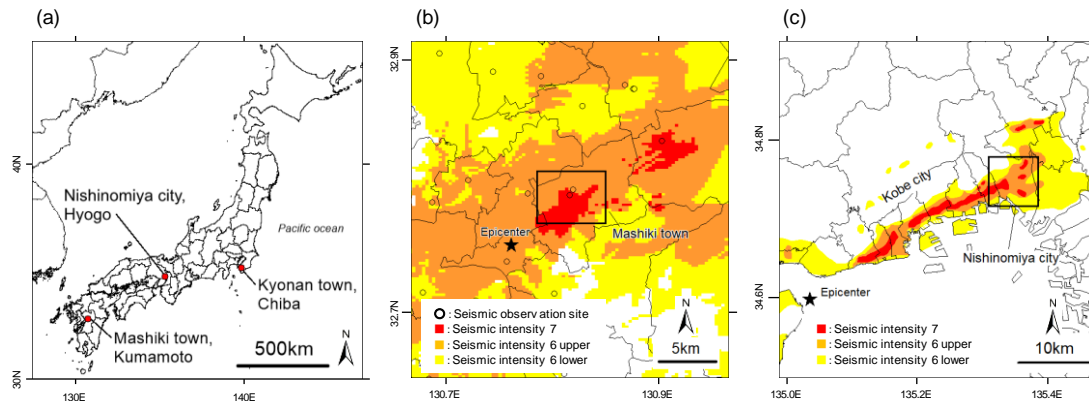 (a)
40N
30N
130E
140E
Nishinomiya city,
Hyogo
Pacific ocean
Kyonan town,
Chiba
Mashiki town,
Kumamoto
N
500km
(b)
32.9N
32.7N
130.7E
130.9E
Epicenter
Mashiki town
: Seismic observation site
: Seismic intensity 7
: Seismic intensity 6 upper
: Seismic intensity 6 lower
N
5km
(c)
34.8N
34.6N
135.0E
135.2E
135.4E
Kobe city
Nishinomiya city
Epicenter
: Seismic intensity 7
: Seismic intensity 6 upper
: Seismic intensity 6 lower
N
10km